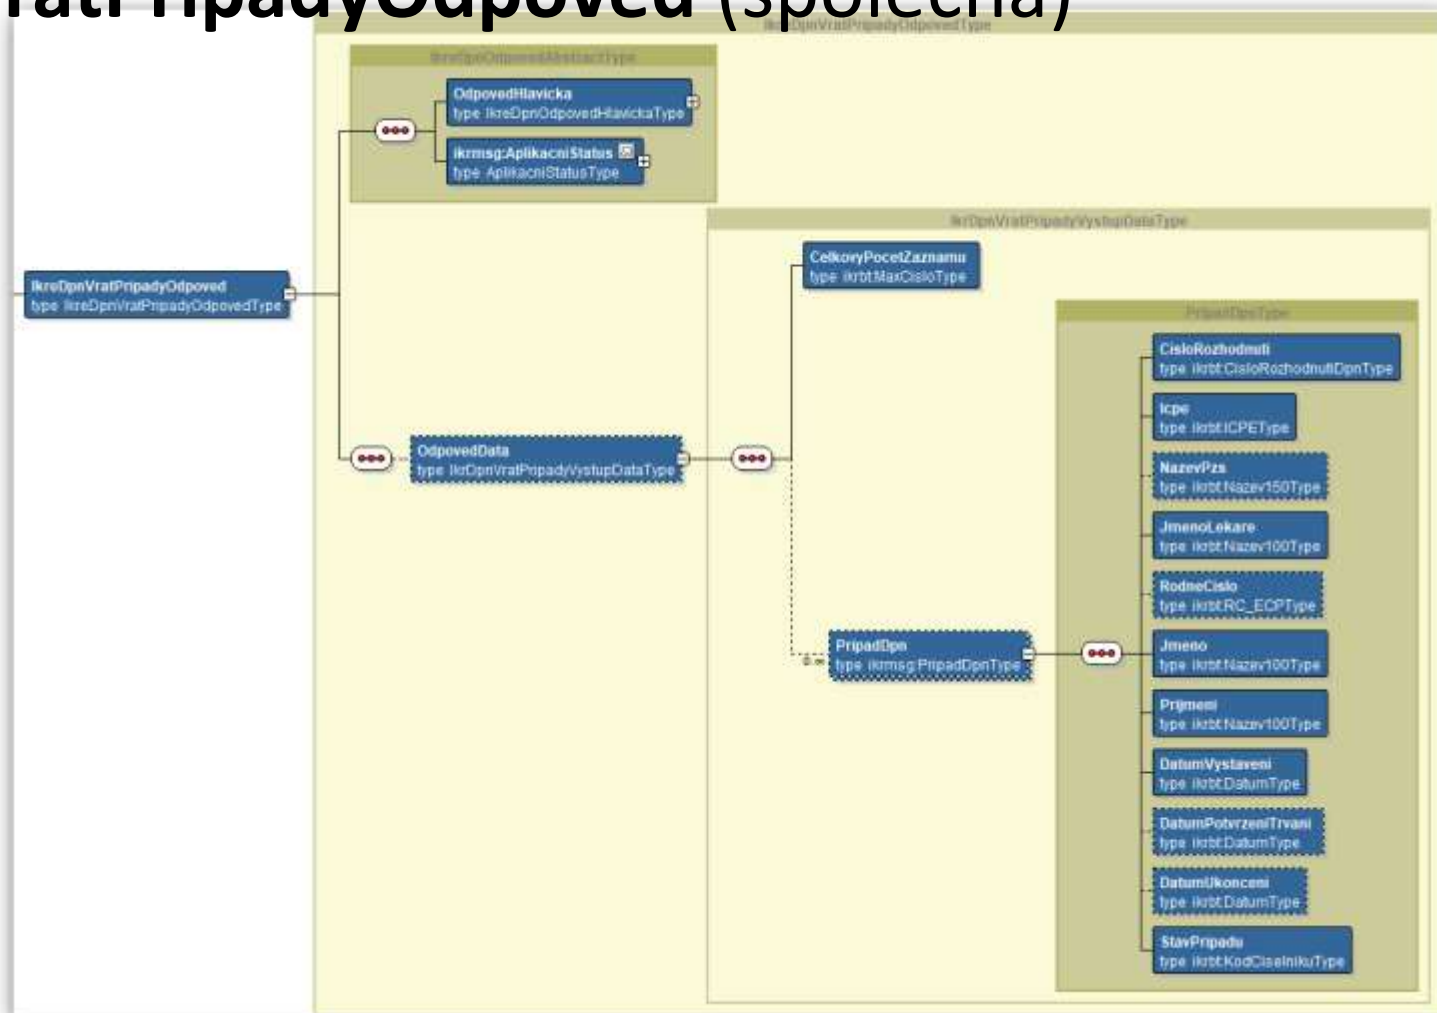 ratPripadyOdpoved (společná)
IkreDpnVratPripadyOdpovedType
IkreDpnOdpovedAbstractType
OdpovedHlavicka
type IkreDpnOdpovedHlavickaType
ikrmsg:AplikacniStatus
type AplikacniStatusType
IkrDpnVratPripadyVystupDataType
CelkovyPocetZaznamu
type ikrbt:MaxCisloType
IkreDpnVratPripadyOdpoved
type IkreDpnVratPripadyOdpovedType
PripadDpnType
CisloRozhodnuti
type ikrbt:CisloRozhodnutiDpnType
Icpe
type ikrbt:ICPEType
OdpovedData
type IkrDpnVratPripadyVystupDataType
NazevPzs
type ikrbt:Nazev150Type
JmenoLekare
type ikrbt:Nazev100Type
RodneCislo
type ikrbt:RC_ECPType
PripadDpn
type ikrmsg:PripadDpnType
0..∞
Jmeno
type ikrbt:Nazev100Type
Prijmeni
type ikrbt:Nazev100Type
DatumVystaveni
type ikrbt:DatumType
DatumPotvrzeniTrvani
type ikrbt:DatumType
DatumUkonceni
type ikrbt:DatumType
StavPripadu
type ikrbt:KodCiselnikuType